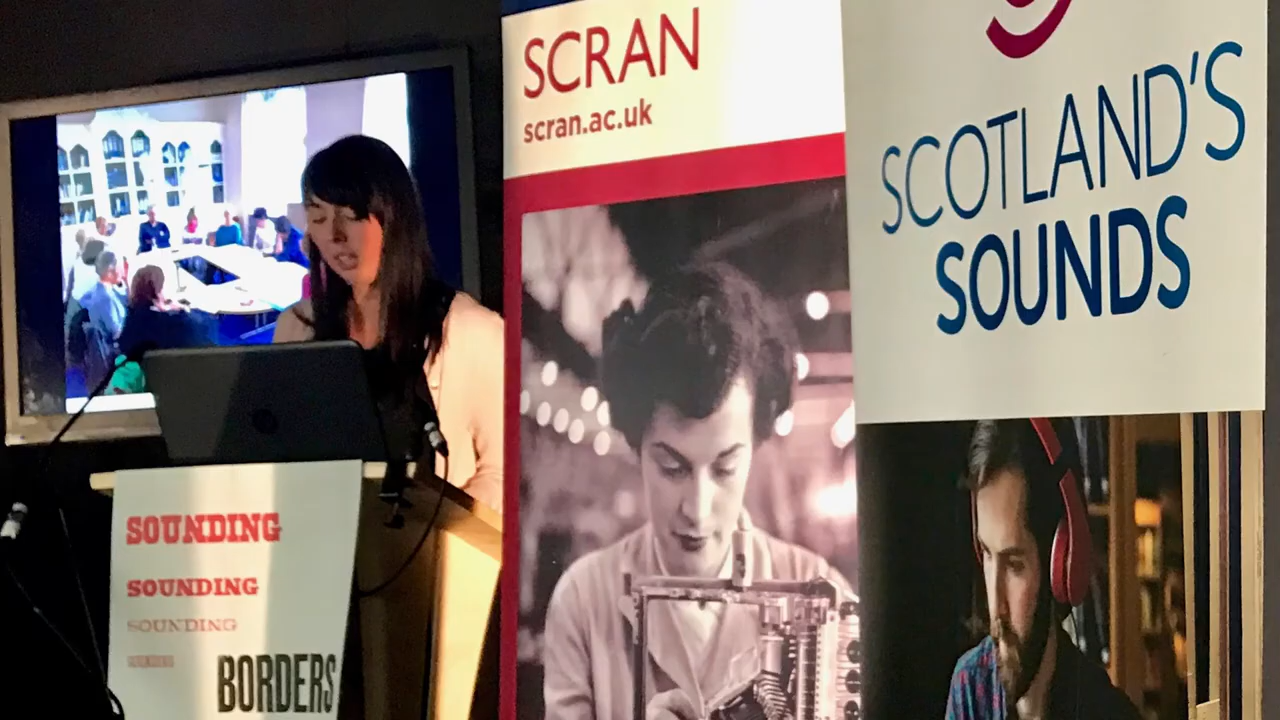 SCRAN
scran.ac.uk
SCOTLAND'S
SOUNDS
SOUNDING
SOUNDING
SOUNDING
BORDERS